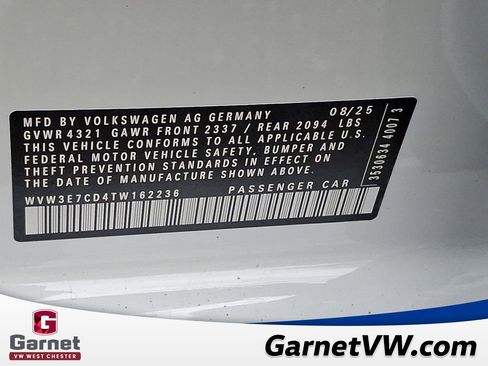 MFD BY VOLKSWAGEN AG GERMANY 08/25
GVWR 4321 GAWR FRONT 2337 / REAR 2094 LBS
THIS VEHICLE CONFORMS TO ALL APPLICABLE U.S.
FEDERAL MOTOR VEHICLE SAFETY, BUMPER AND
THEFT PREVENTION STANDARDS IN EFFECT ON
THE DATE OF MANUFACTURE SHOWN ABOVE.
WVW3E7CD4TW162236 PASSENGER CAR
3530634 4007 3
G
Garnet
VW WEST CHESTER
GarnetVW.com